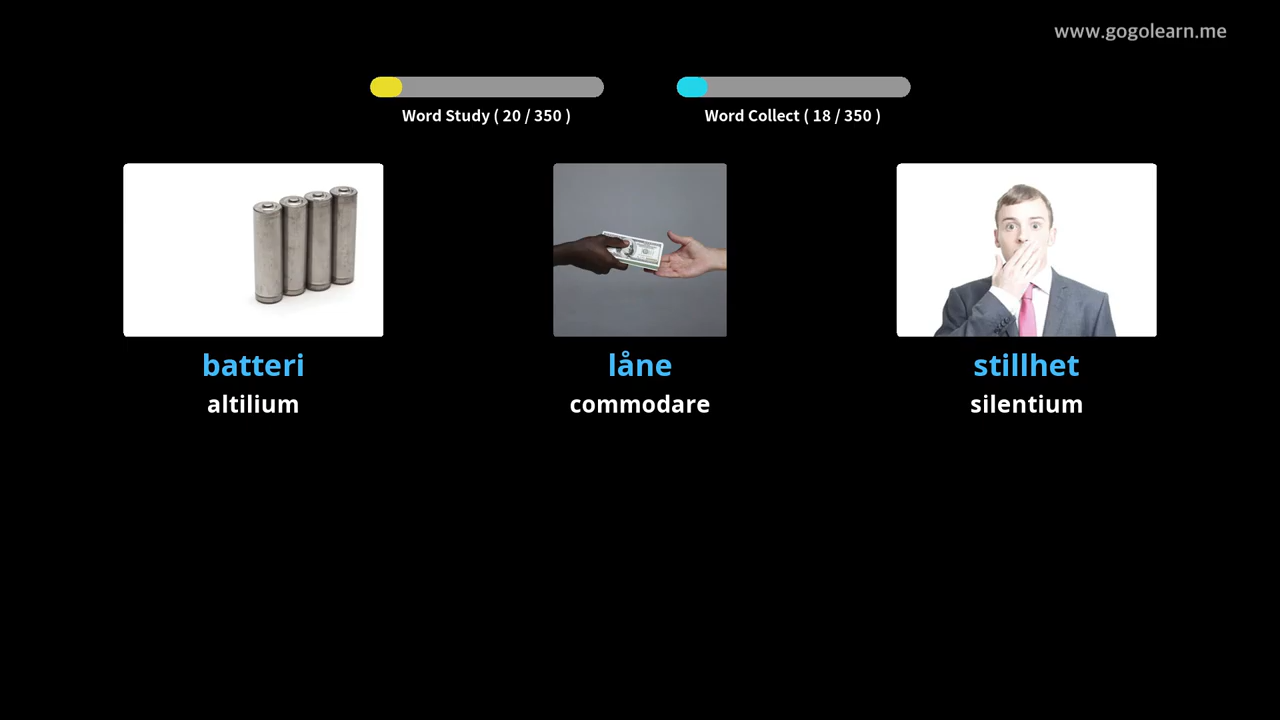 www.gogolearn.me
Word Study ( 20 / 350 )
Word Collect ( 18 / 350 )
batteri
låne
stillhet
altilium
commodare
silentium